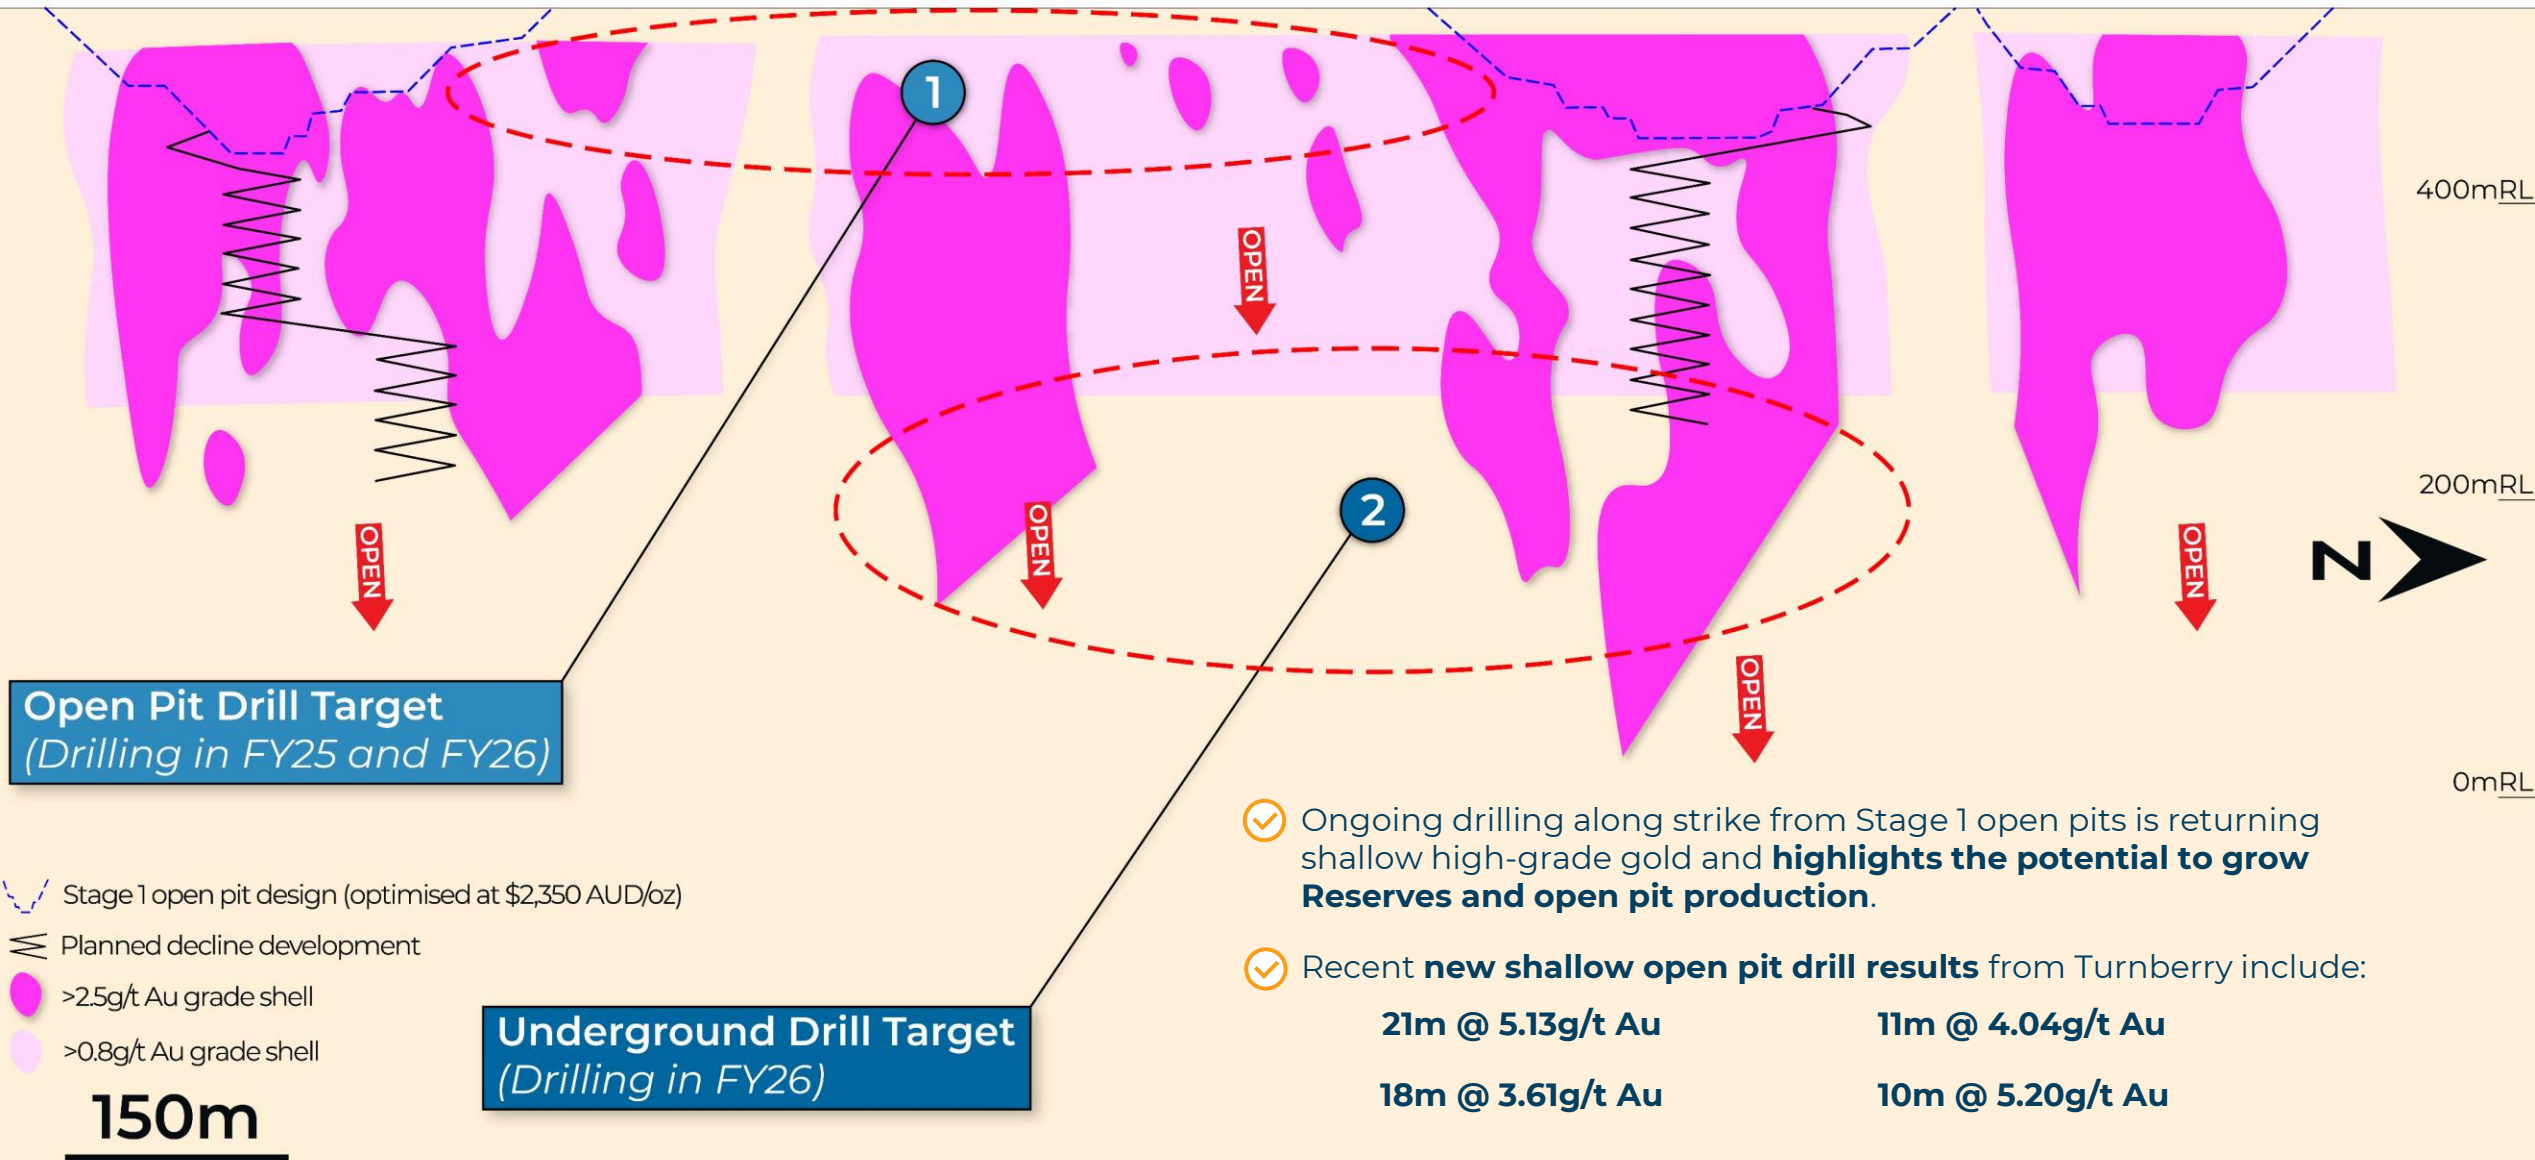 1
400mRL
OPEN
200mRL
2
OPEN
OPEN
OPEN
N
OPEN
Open Pit Drill Target
(Drilling in FY25 and FY26)
0mRL
Stage 1 open pit design (optimised at $2,350 AUD/oz)
Planned decline development
>2.5g/t Au grade shell
>0.8g/t Au grade shell
150m
Underground Drill Target
(Drilling in FY26)
Ongoing drilling along strike from Stage 1 open pits is returning
shallow high-grade gold and highlights the potential to grow
Reserves and open pit production.
Recent new shallow open pit drill results from Turnberry include:
21m @ 5.13g/t Au
11m @ 4.04g/t Au
18m @ 3.61g/t Au
10m @ 5.20g/t Au